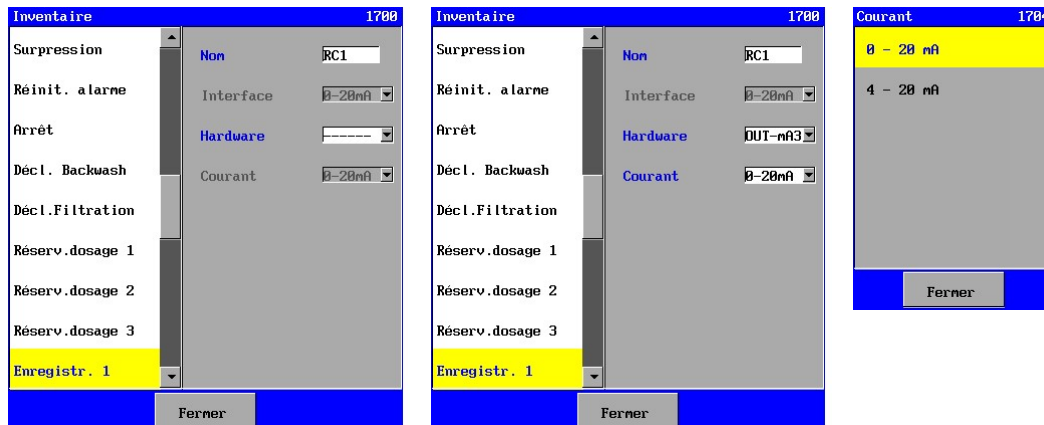 Inventaire 1700
Surpression
Réinit. alarme
Arrêt
Décl. Backwash
Décl.Filtration
Réserv.dosage 1
Réserv.dosage 2
Réserv.dosage 3
Enregistr. 1
Nom RC1
Interface 0-20mA
Hardware ------
Courant 0-20mA
Fermer
Inventaire 1700
Surpression
Réinit. alarme
Arrêt
Décl. Backwash
Décl.Filtration
Réserv.dosage 1
Réserv.dosage 2
Réserv.dosage 3
Enregistr. 1
Nom RC1
Interface 0-20mA
Hardware OUT-mA3
Courant 0-20mA
Fermer
Courant 1704
0 - 20 mA
4 - 20 mA
Fermer